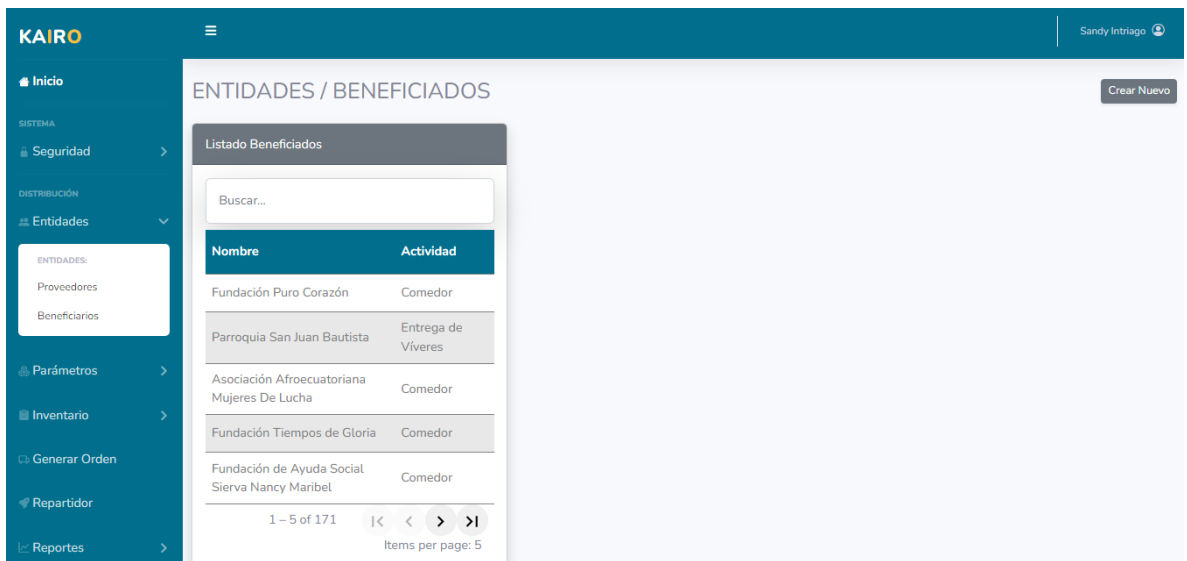 KAIRO
Sandy Intriago
Inicio
SISTEMA
Seguridad
DISTRIBUCIÓN
Entidades
ENTIDADES:
Proveedores
Beneficiarios
Parámetros
Inventario
Generar Orden
Repartidor
Reportes
ENTIDADES / BENEFICIADOS
Crear Nuevo
Listado Beneficiados
Buscar...
Nombre Actividad
Fundación Puro Corazón Comedor
Parroquia San Juan Bautista Entrega de
Víveres
Asociación Afroecuatoriana
Mujeres De Lucha Comedor
Fundación Tiempos de Gloria Comedor
Fundación de Ayuda Social
Sierva Nancy Maribel Comedor
1 – 5 of 171
Items per page: 5